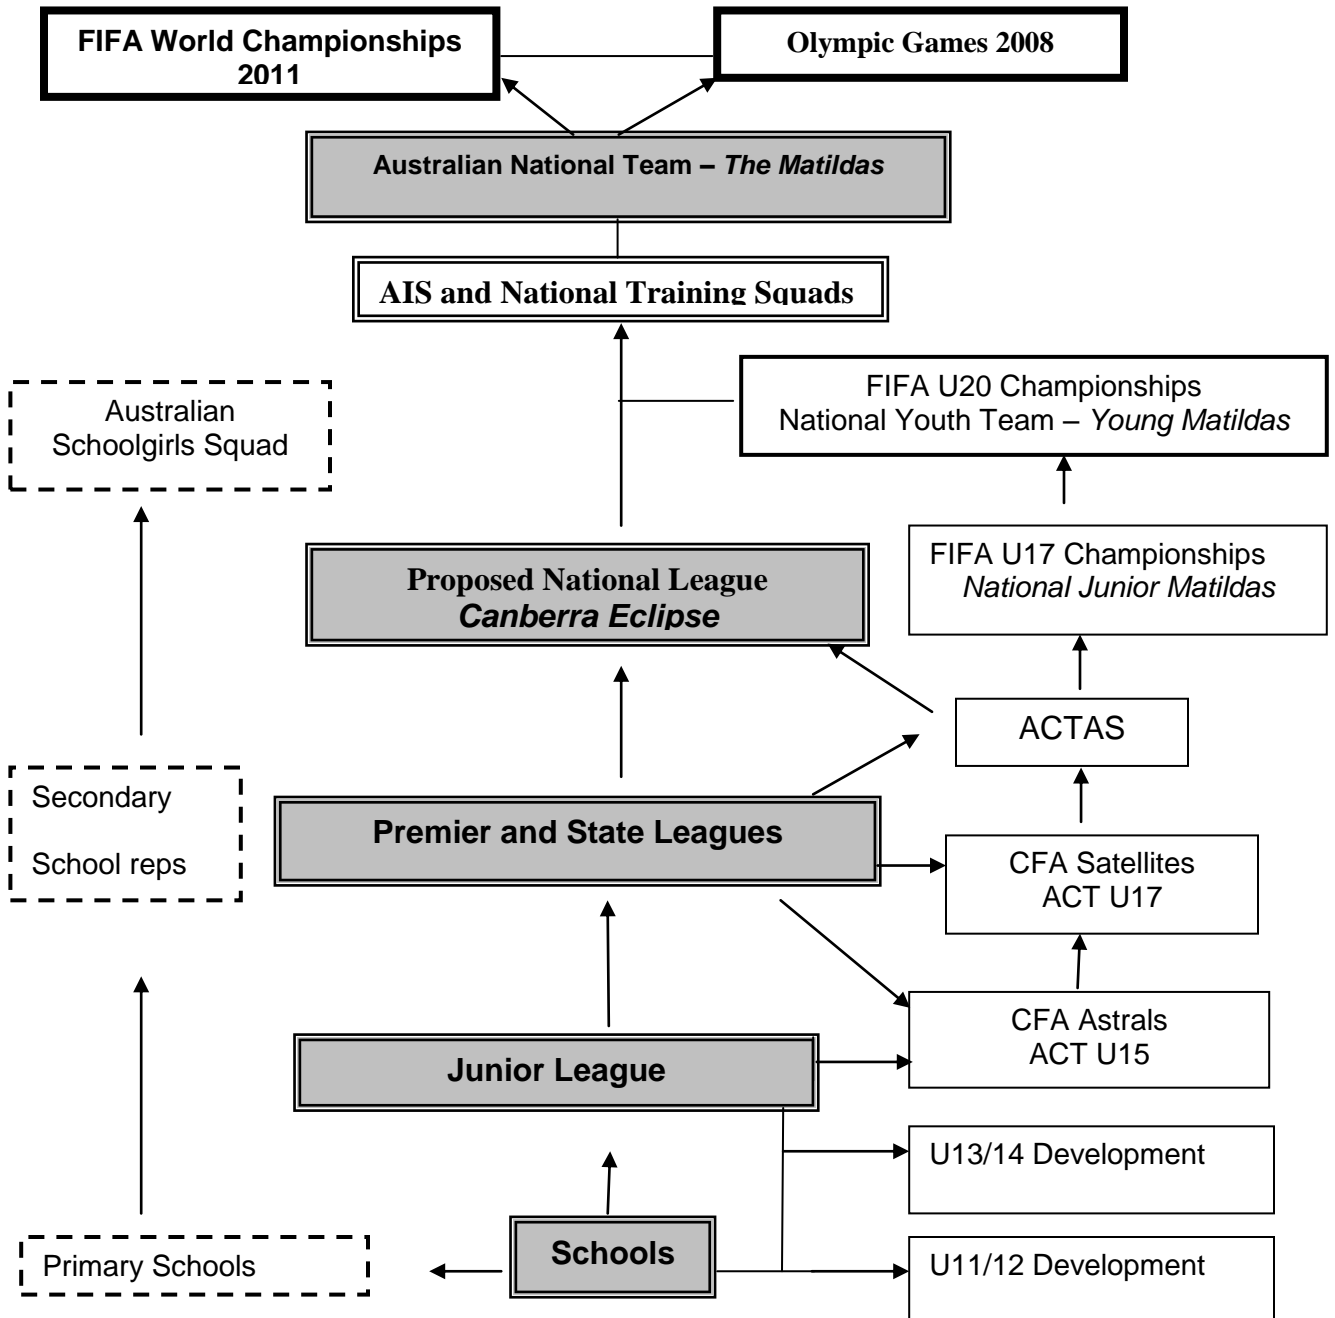 FIFA World Championships
2011
Olympic Games 2008
Australian National Team – The Matildas
AIS and National Training Squads
FIFA U20 Championships
National Youth Team – Young Matildas
Australian
Schoolgirls Squad
FIFA U17 Championships
National Junior Matildas
Proposed National League
Canberra Eclipse
ACTAS
Secondary
School reps
Premier and State Leagues
CFA Satellites
ACT U17
CFA Astrals
ACT U15
Junior League
U13/14 Development
Schools
Primary Schools
U11/12 Development